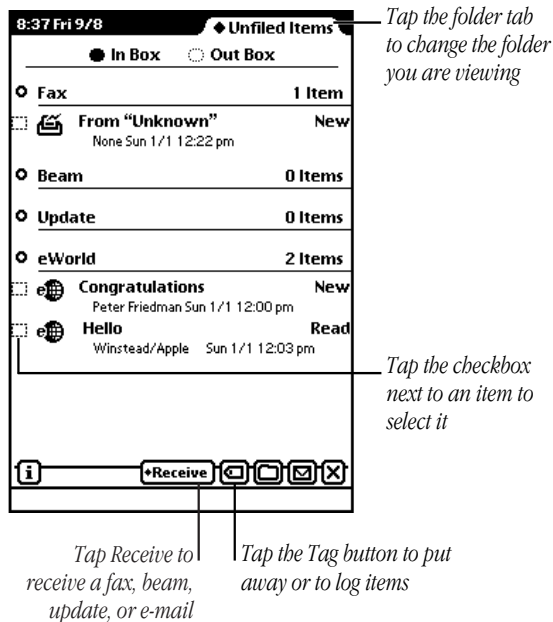 8:37 Fri 9/8
◆Unfiled Items
In Box Out Box
Fax 1 Item
From “Unknown” New
None Sun 1/1 12:22 pm
Beam 0 Items
Update 0 Items
eWorld 2 Items
Congratulations New
Peter Friedman Sun 1/1 12:00 pm
Hello Read
Winstead/Apple Sun 1/1 12:03 pm
i ◆Receive X
Tap the folder tab
to change the folder
you are viewing
Tap the checkbox
next to an item to
select it
Tap Receive to
receive a fax, beam,
update, or e-mail
Tap the Tag button to put
away or to log items